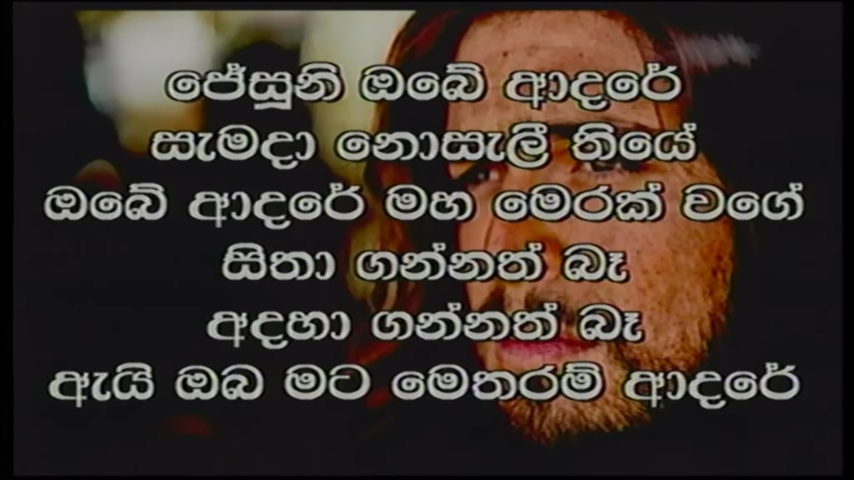 ජේසූනි ඔබේ ආදරේ
සැමදා නොසැලී තියේ
ඔබේ ආදරේ මහ මෙරක් වගේ
සිතා ගන්නත් බෑ
අදහා ගන්නත් බෑ
ඇයි ඔබ මට මෙතරම් ආදරේ